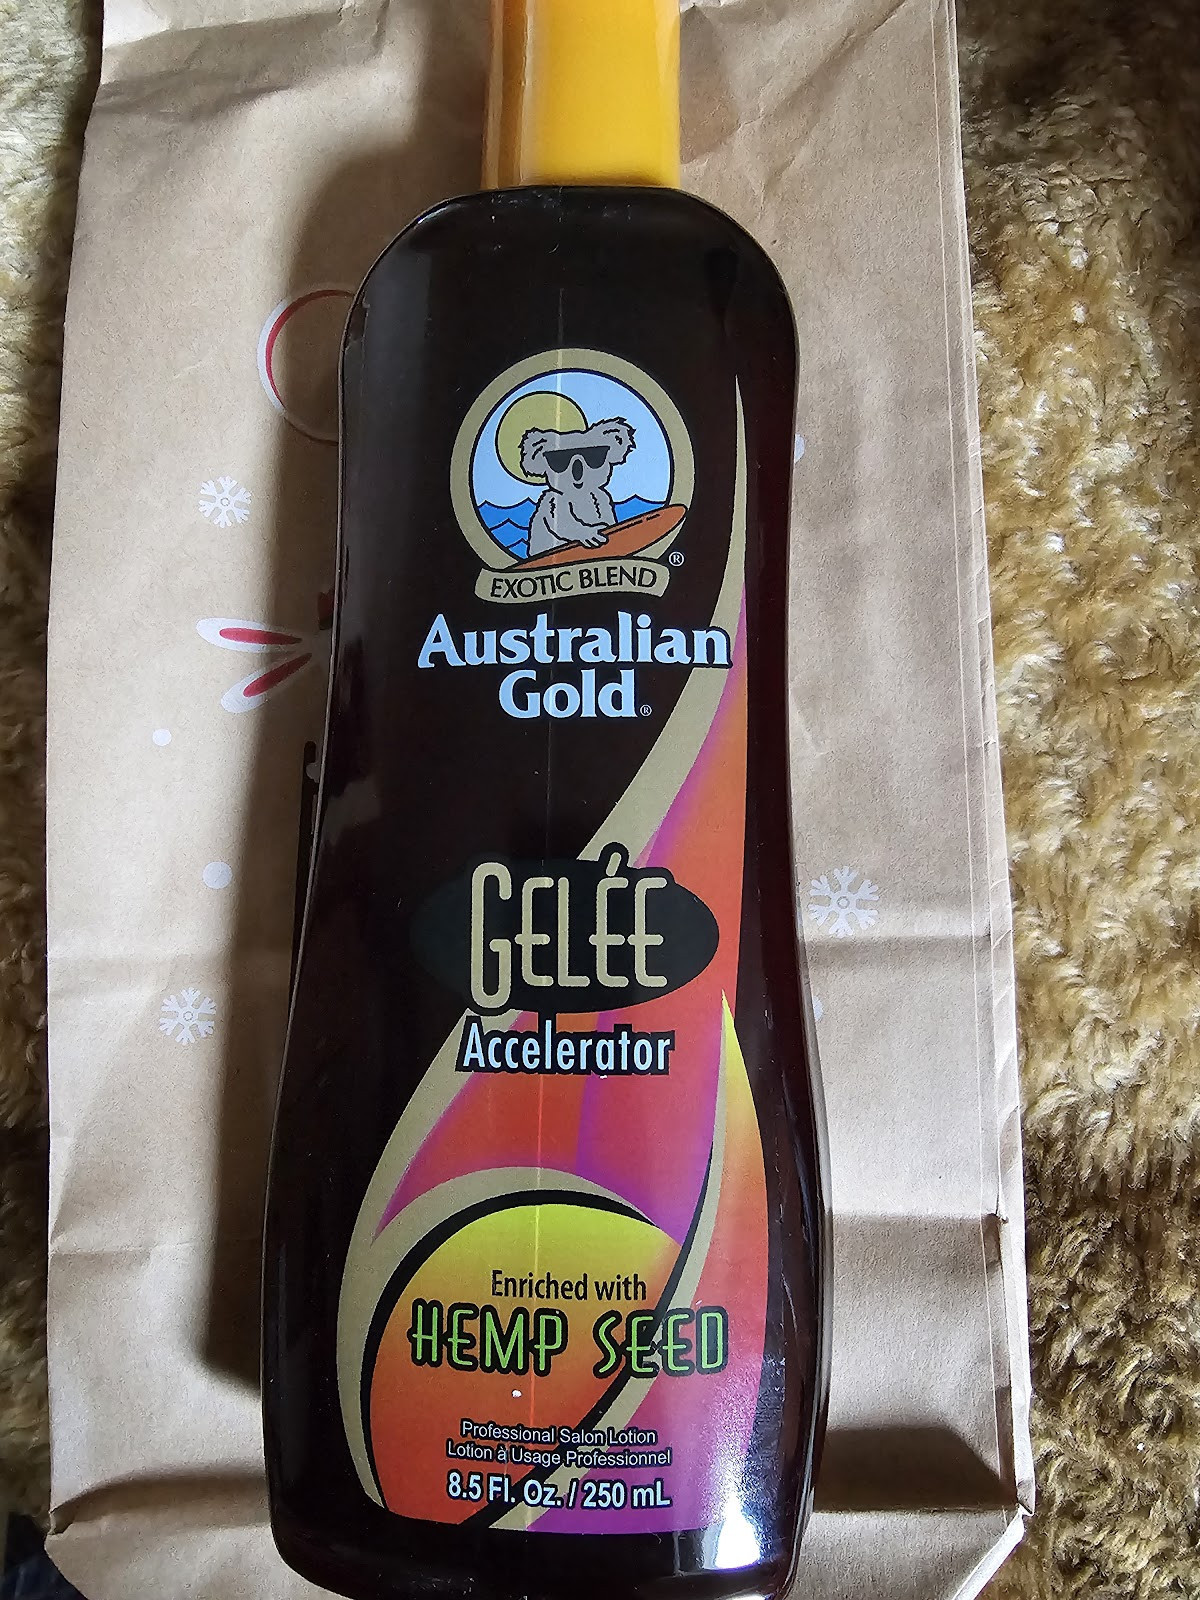 EXOTIC BLEND ®
Australian
Gold®
GELÉE
Accelerator
Enriched with
HEMP SEED
Professional Salon Lotion
Lotion à Usage Professionnel
8.5 Fl. Oz. / 250 mL